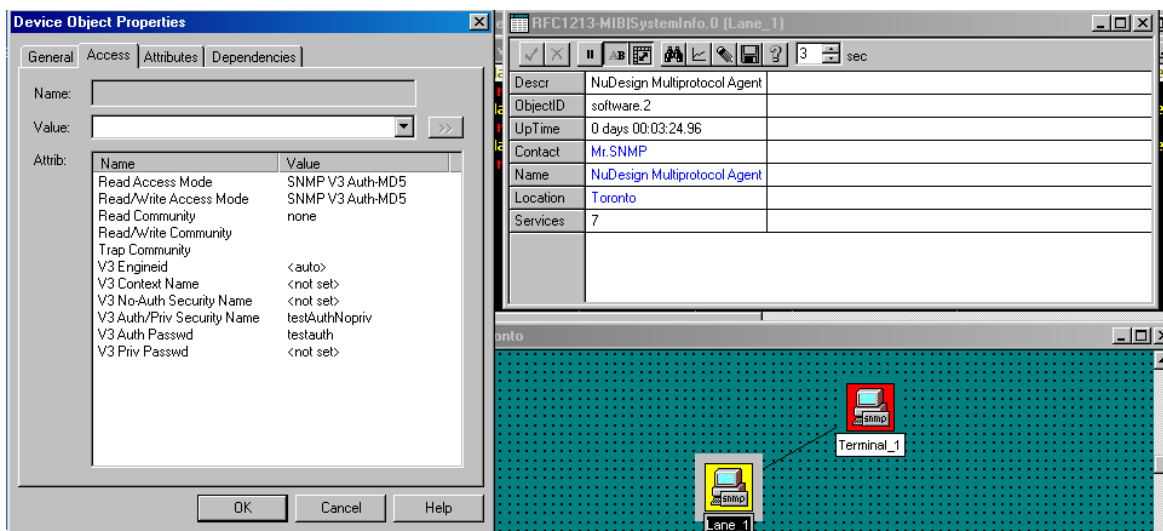 Device Object Properties
General Access Attributes Dependencies
Name:
Value:
>>
Attrib:
Name Value
Read Access Mode SNMP V3 Auth-MD5
Read/Write Access Mode SNMP V3 Auth-MD5
Read Community none
Read/Write Community
Trap Community
V3 Engineid <auto>
V3 Context Name <not set>
V3 No-Auth Security Name <not set>
V3 Auth/Priv Security Name testAuthNopriv
V3 Auth Passwd testauth
V3 Priv Passwd <not set>
OK Cancel Help
RFC1213-MIB|SystemInfo.0 (Lane_1)
AB 3 sec
Descr NuDesign Multiprotocol Agent
ObjectID software.2
UpTime 0 days 00:03:24.96
Contact Mr.SNMP
Name NuDesign Multiprotocol Agent
Location Toronto
Services 7
onto
snmp
Terminal_1
snmp
Lane_1